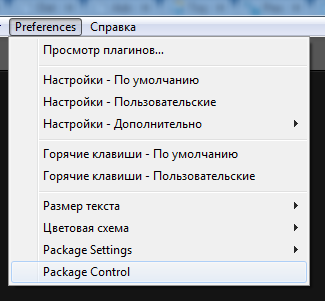 Preferences Справка
Просмотр плагинов...
Настройки - По умолчанию
Настройки - Пользовательские
Настройки - Дополнительно
Горячие клавиши - По умолчанию
Горячие клавиши - Пользовательские
Размер текста
Цветовая схема
Package Settings
Package Control